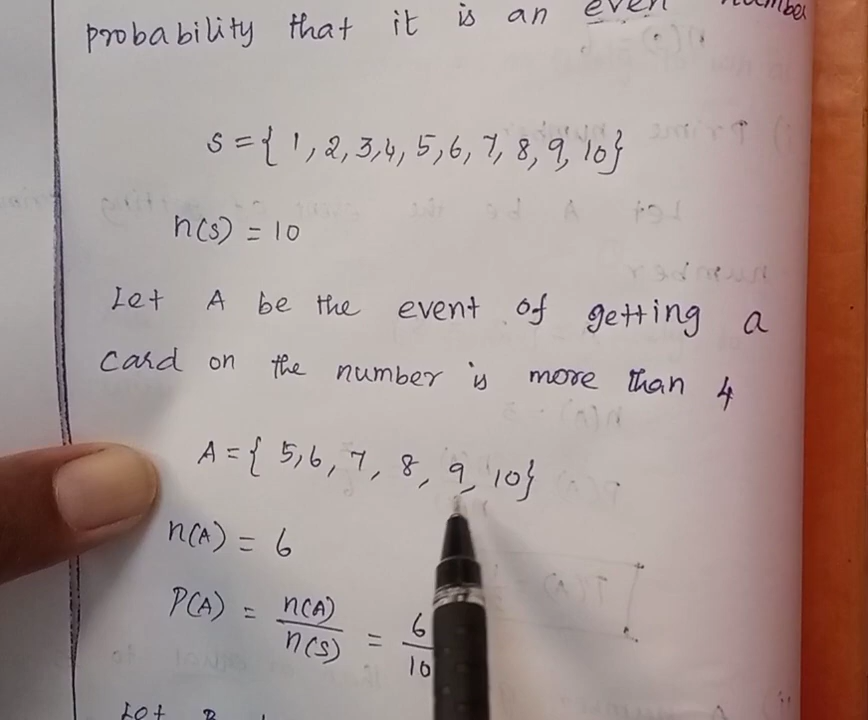 probability that it is an even number
S = { 1, 2, 3, 4, 5, 6, 7, 8, 9, 10}
n(S) = 10
Let A be the event of getting a
card on the number is more than 4
A = { 5, 6, 7, 8, 9, 10}
n(A) = 6
P(A) = n(A)/n(S) = 6/10
Let B